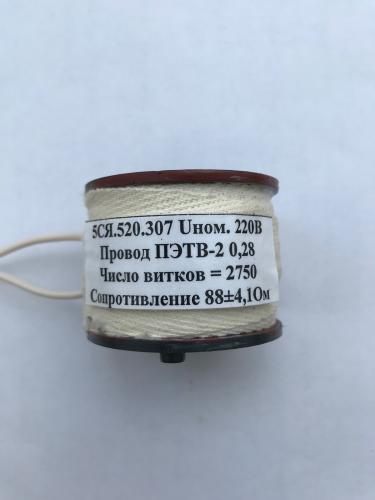 5СЯ.520.307 Uном. 220В
Провод ПЭТВ-2 0,28
Число витков = 2750
Сопротивление 88±4,1Ом